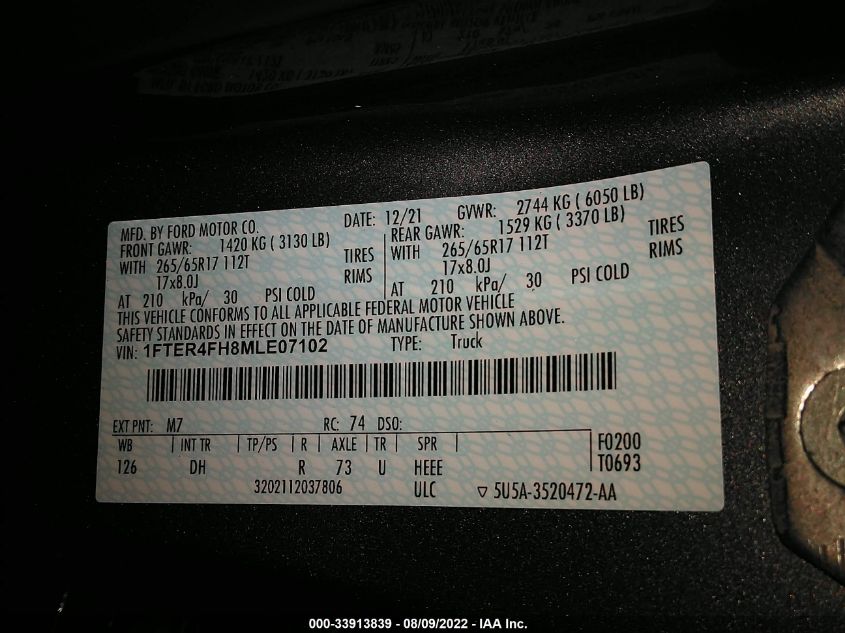 MFD. BY FORD MOTOR CO. DATE: 12/21 GVWR: 2744 KG ( 6050 LB)
FRONT GAWR: 1420 KG ( 3130 LB) REAR GAWR: 1529 KG ( 3370 LB)
WITH 265/65R17 112T TIRES WITH 265/65R17 112T TIRES
17x8.0J RIMS 17x8.0J RIMS
AT 210 kPa/ 30 PSI COLD AT 210 kPa/ 30 PSI COLD
THIS VEHICLE CONFORMS TO ALL APPLICABLE FEDERAL MOTOR VEHICLE
SAFETY STANDARDS IN EFFECT ON THE DATE OF MANUFACTURE SHOWN ABOVE.
VIN: 1FTER4FH8MLE07102 TYPE: Truck
EXT PNT: M7 RC: 74 DSO:
WB INT TR TP/PS R AXLE TR SPR F0200
126 DH R 73 U HEEE T0693
3202112037806 ULC ▽ 5U5A-3520472-AA
000-33913839 - 08/09/2022 - IAA Inc.